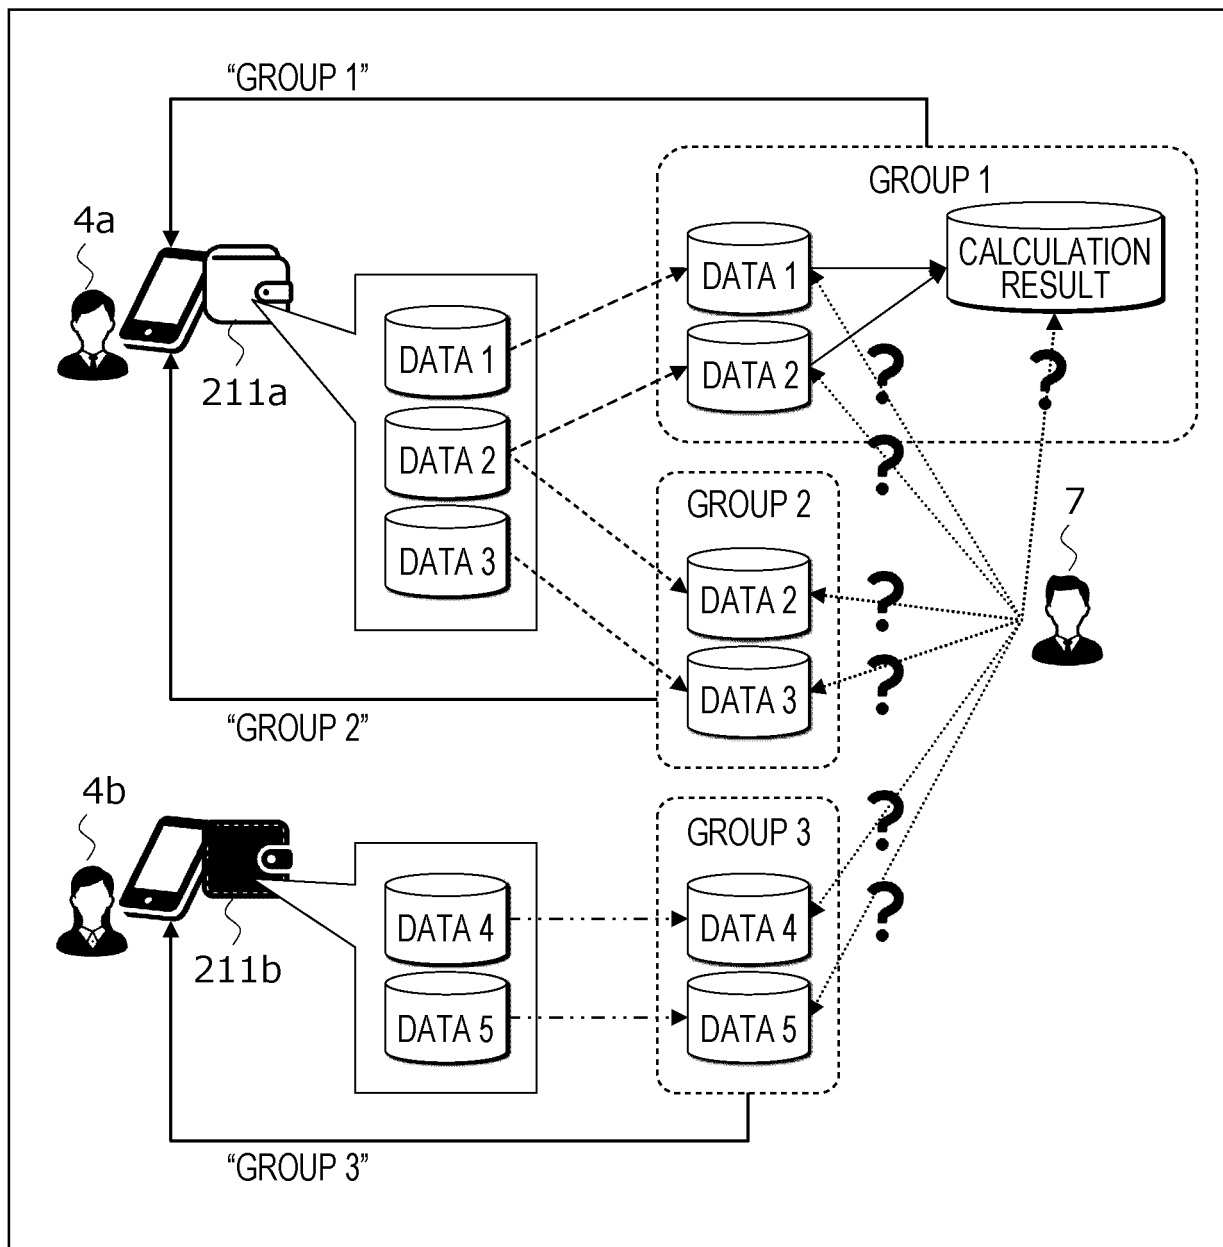 “GROUP 1”
GROUP 1
4a
DATA 1
CALCULATION
RESULT
DATA 2
?
?
211a
DATA 1
DATA 2
DATA 3
?
GROUP 2
7
DATA 2
?
DATA 3
?
“GROUP 2”
4b
GROUP 3
?
DATA 4
DATA 4
?
211b
DATA 5
DATA 5
“GROUP 3”